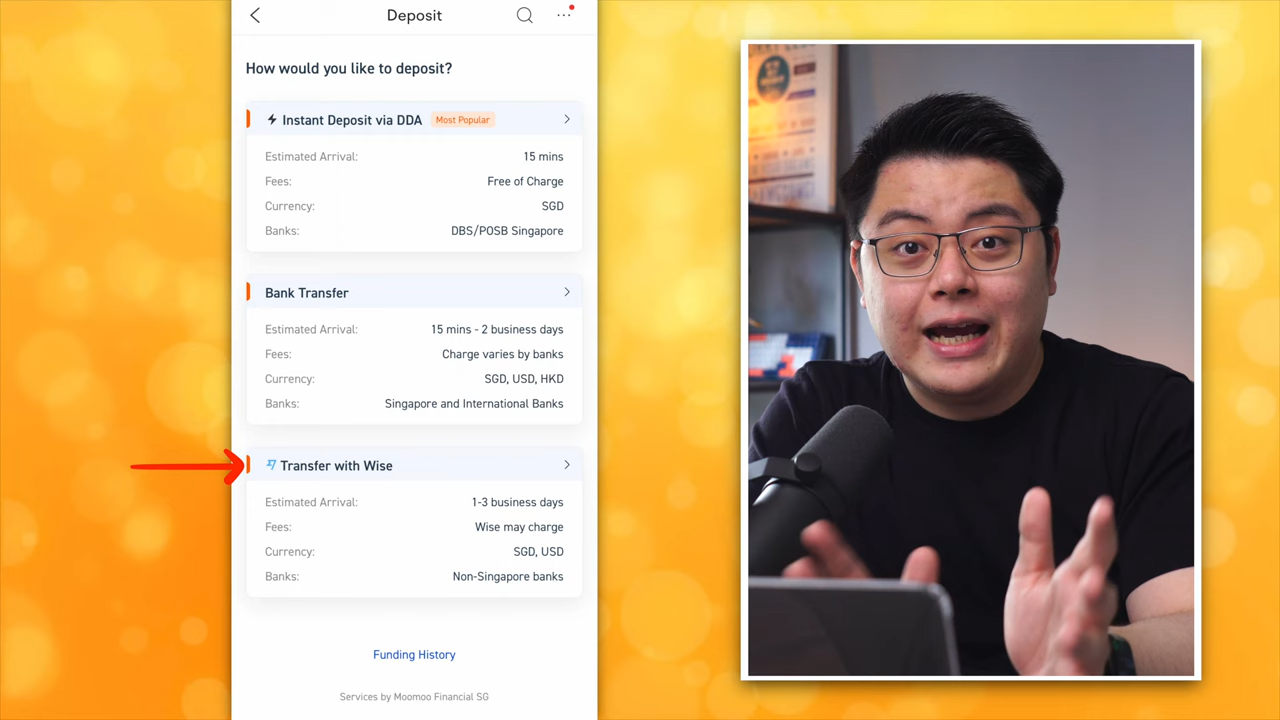 Deposit
How would you like to deposit?
Instant Deposit via DDA Most Popular
Estimated Arrival: 15 mins
Fees: Free of Charge
Currency: SGD
Banks: DBS/POSB Singapore
Bank Transfer
Estimated Arrival: 15 mins - 2 business days
Fees: Charge varies by banks
Currency: SGD, USD, HKD
Banks: Singapore and International Banks
Transfer with Wise
Estimated Arrival: 1-3 business days
Fees: Wise may charge
Currency: SGD, USD
Banks: Non-Singapore banks
Funding History
Services by Moomoo Financial SG